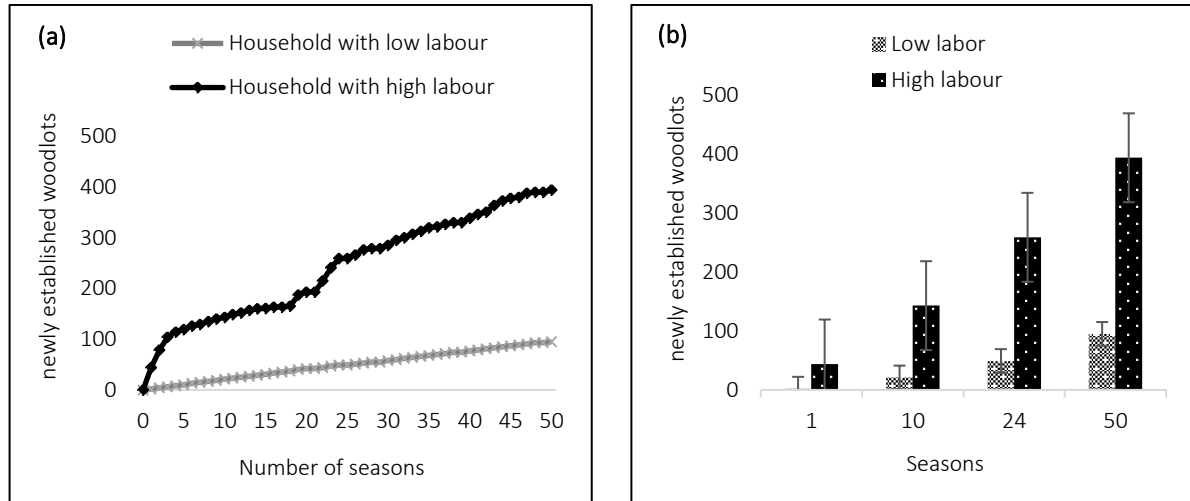 (a)
Household with low labour
Household with high labour
500
400
300
200
100
0
newly established woodlots
0 5 10 15 20 25 30 35 40 45 50
Number of seasons
(b)
Low labor
High labour
500
400
300
200
100
0
newly established woodlots
1 10 24 50
Seasons